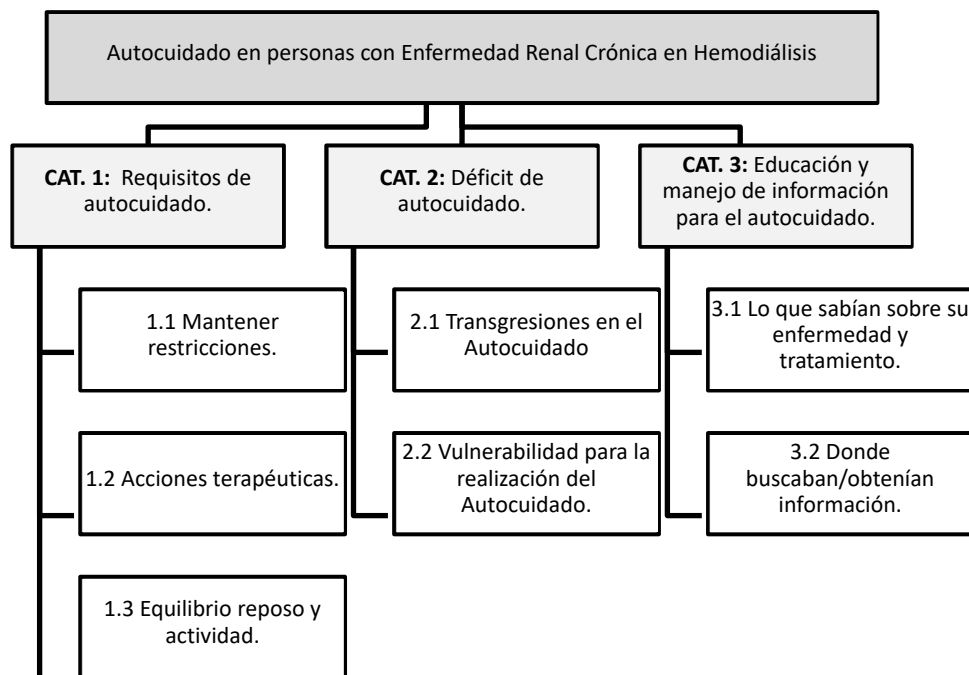 Autocuidado en personas con Enfermedad Renal Crónica en Hemodiálisis
CAT. 1: Requisitos de
autocuidado.
1.1 Mantener
restricciones.
1.2 Acciones terapéuticas.
1.3 Equilibrio reposo y
actividad.
CAT. 2: Déficit de
autocuidado.
2.1 Transgresiones en el
Autocuidado
2.2 Vulnerabilidad para la
realización del
Autocuidado.
CAT. 3: Educación y
manejo de información
para el autocuidado.
3.1 Lo que sabían sobre su
enfermedad y
tratamiento.
3.2 Donde
buscaban/obtenían
información.